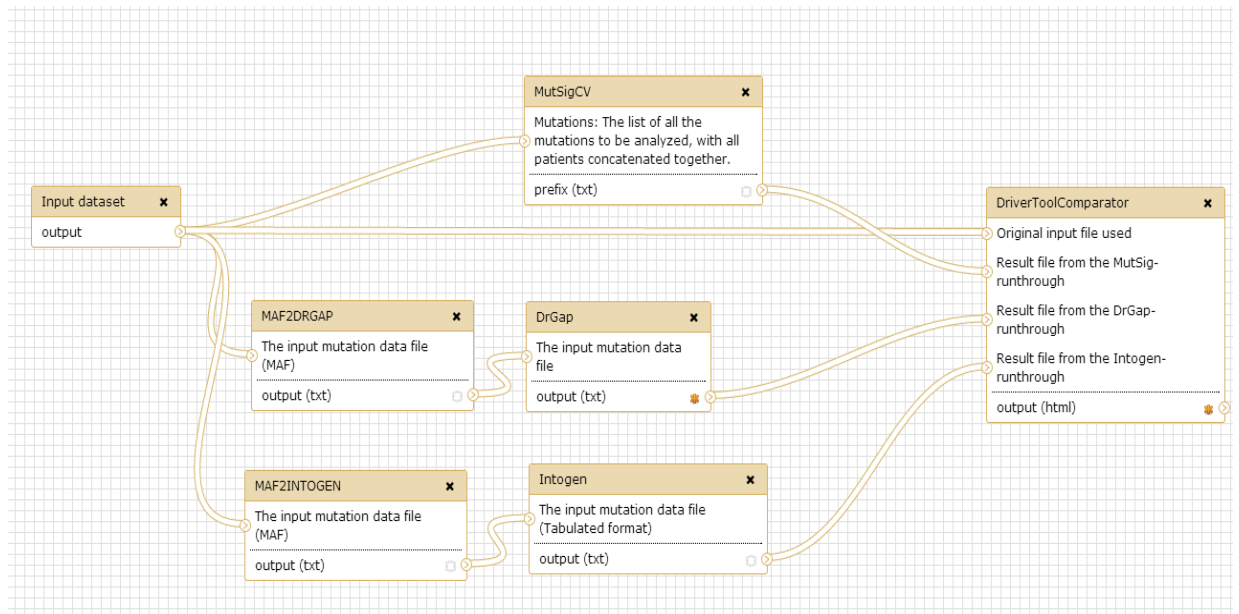 MutSigCV
Mutations: The list of all the
mutations to be analyzed, with all
patients concatenated together.
prefix (txt)
Input dataset
output
DriverToolComparator
Original input file used
Result file from the MutSig-
runthrough
Result file from the DrGap-
runthrough
Result file from the Intogen-
runthrough
output (html)
MAF2DRGAP
The input mutation data file
(MAF)
output (txt)
DrGap
The input mutation data
file
output (txt)
MAF2INTOGEN
The input mutation data file
(MAF)
output (txt)
Intogen
The input mutation data file
(Tabulated format)
output (txt)